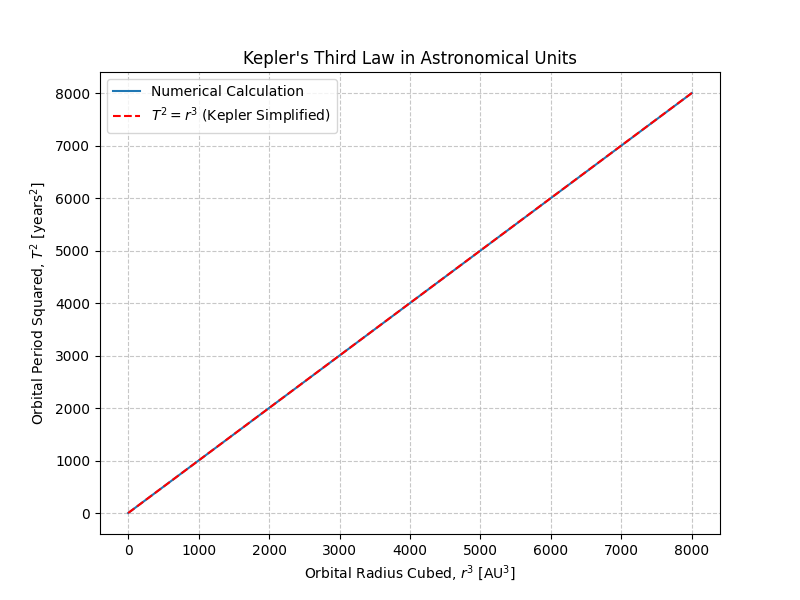 Kepler's Third Law in Astronomical Units
Numerical Calculation
T² = r³ (Kepler Simplified)
Orbital Period Squared, T² [years²]
8000
7000
6000
5000
4000
3000
2000
1000
0
0 1000 2000 3000 4000 5000 6000 7000 8000
Orbital Radius Cubed, r³ [AU³]